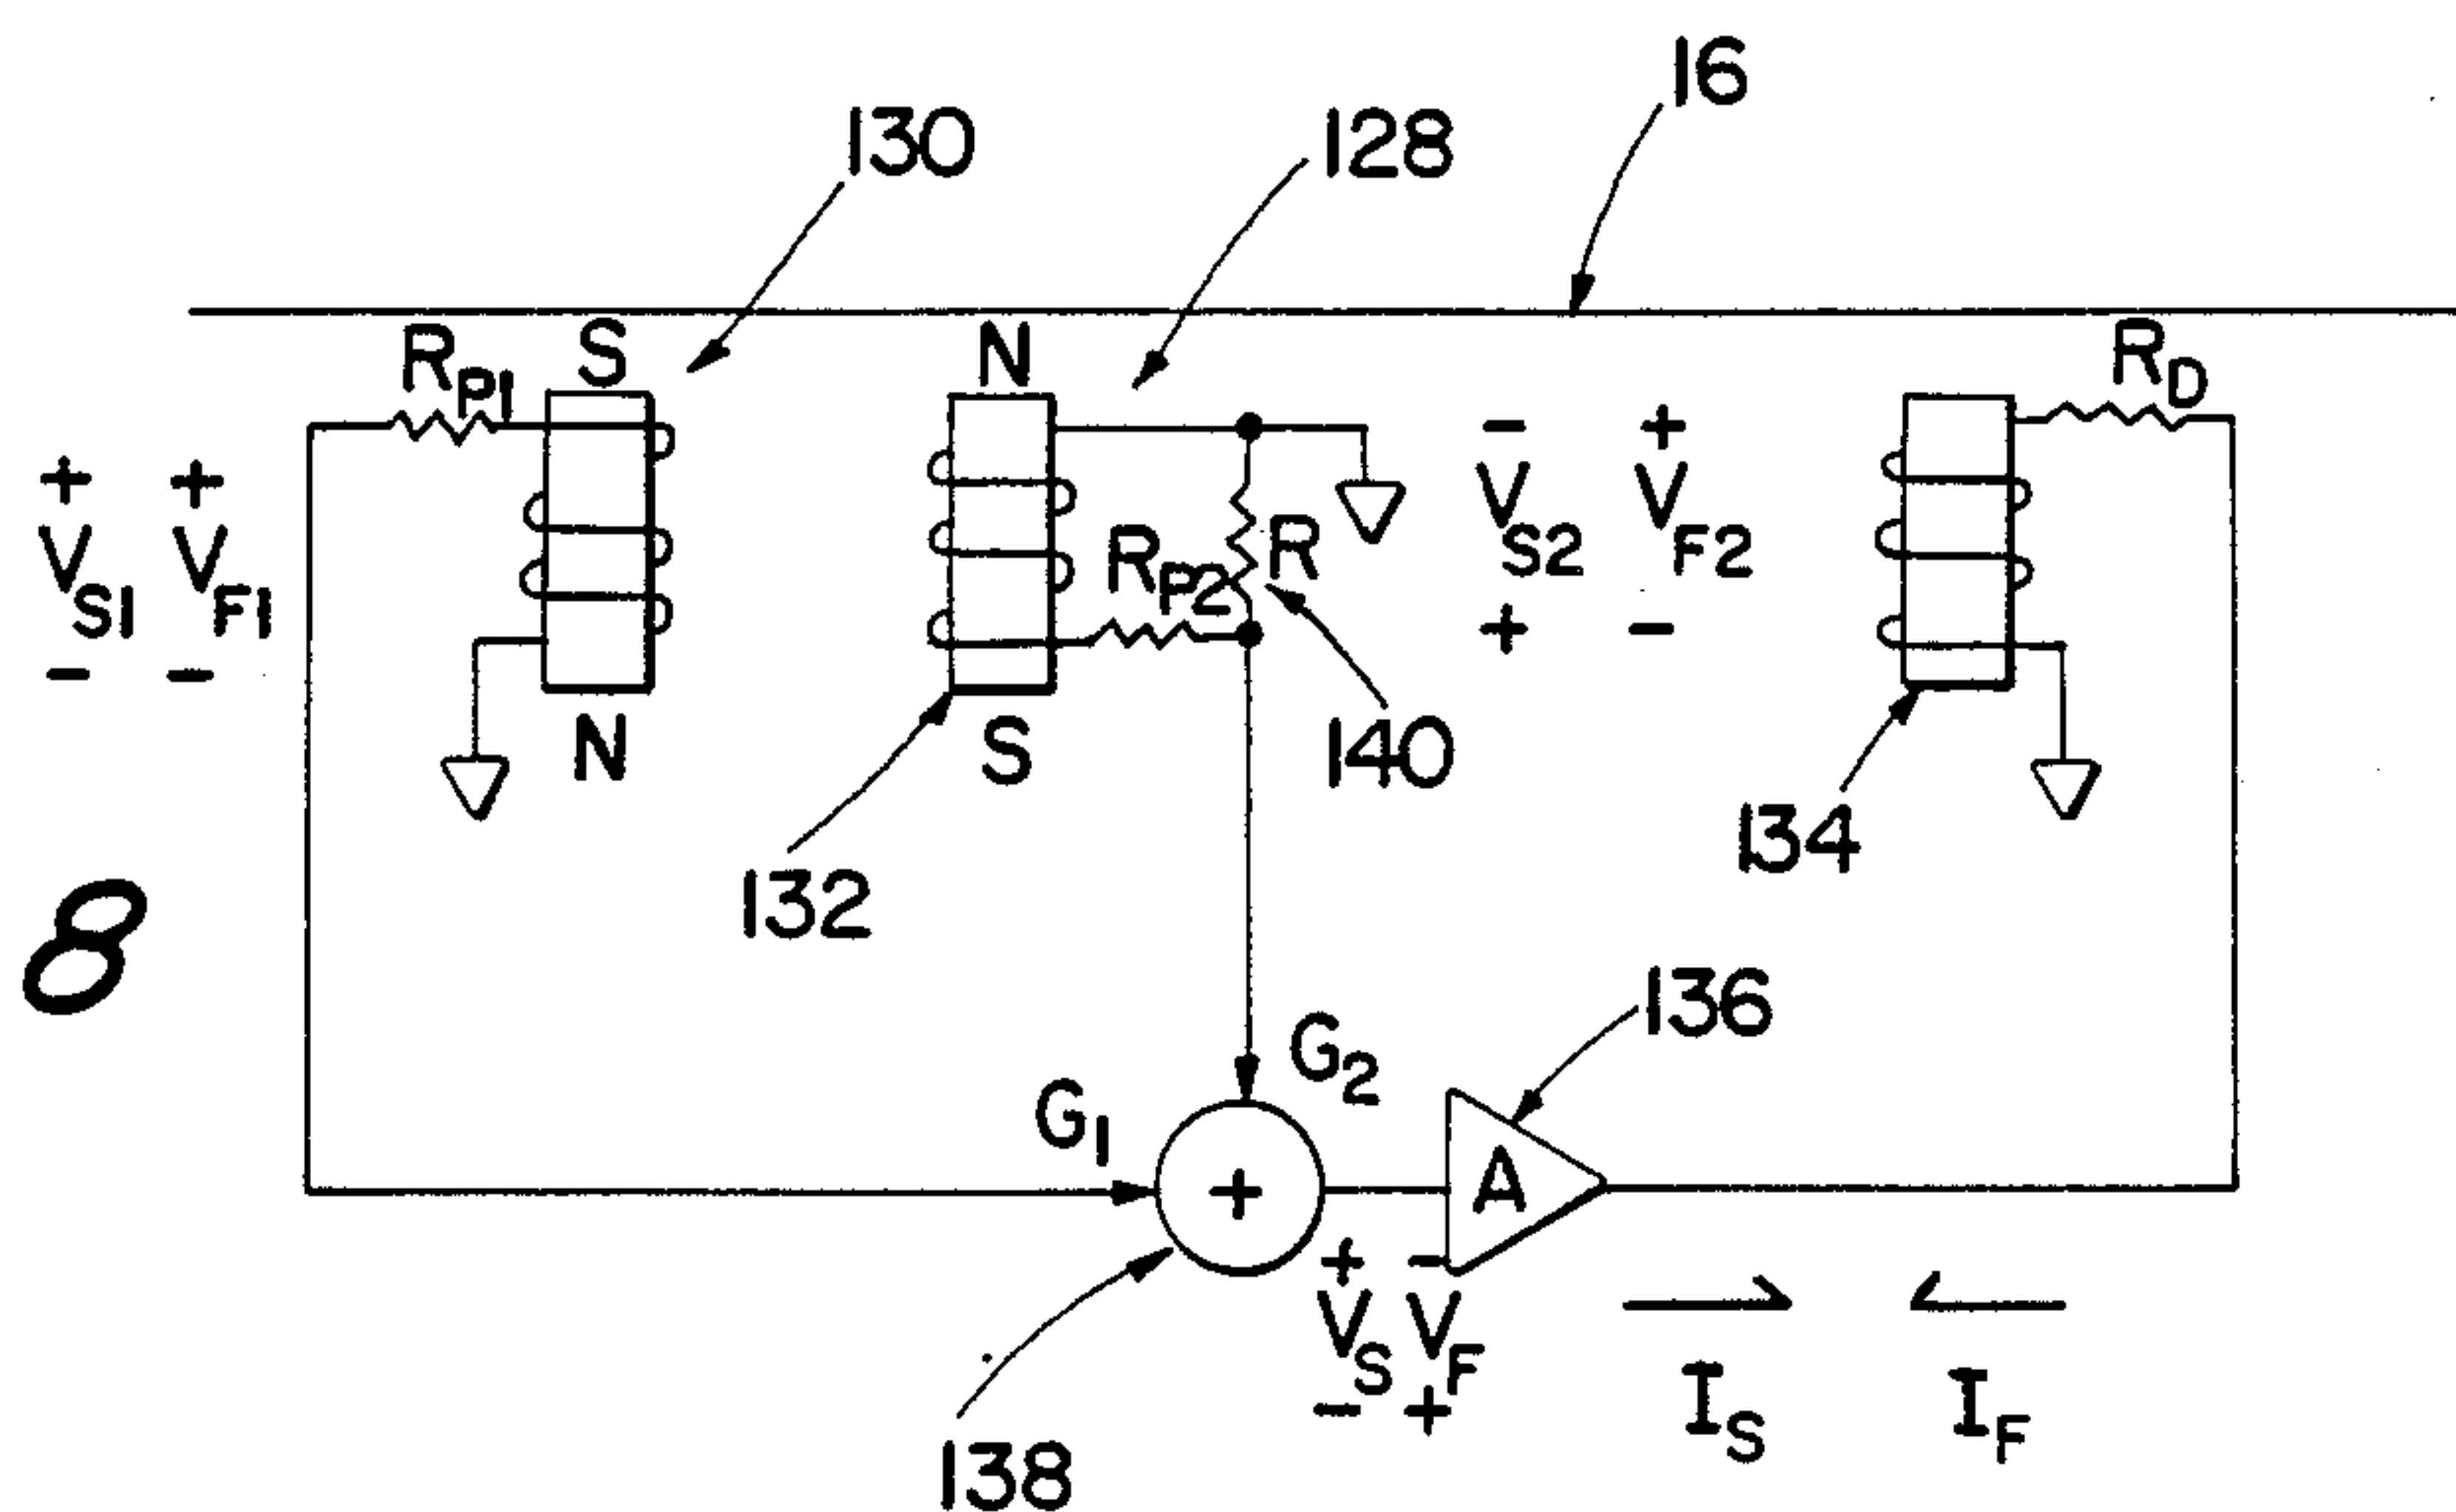 16
130
128
R_P1
S
N
R_D
+ +
V_S1 V_F1
- -
- +
V_S2 V_F2
+ -
R_P2
R
N
S
140
132
134
8
136
G_1
G_2
+
A
+ -
V_S V_F
- +
I_S
I_F
138